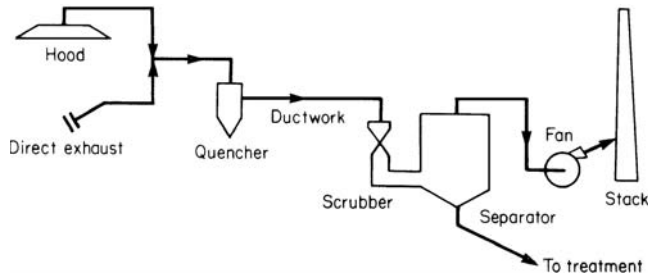 Hood
Direct exhaust
Quencher
Ductwork
Scrubber
Separator
Fan
Stack
To treatment